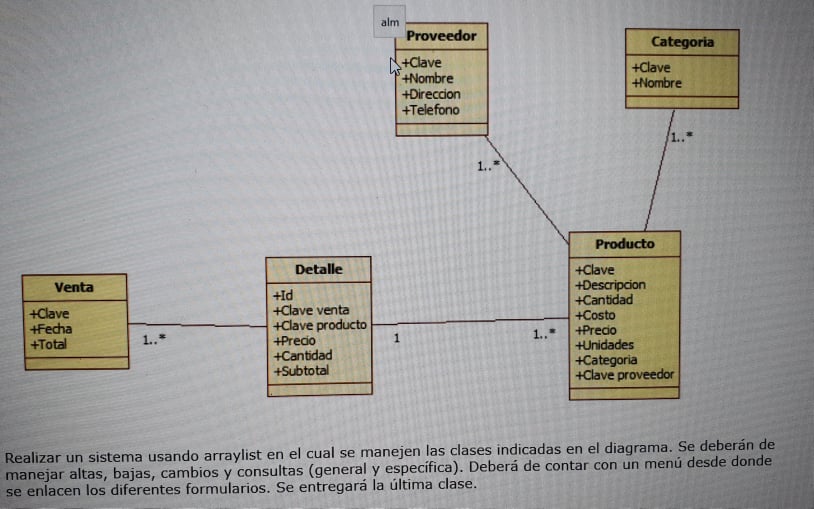 alm
Proveedor
+Clave
+Nombre
+Direccion
+Telefono
Categoria
+Clave
+Nombre
1..*
1..*
Producto
+Clave
+Descripcion
+Cantidad
+Costo
+Precio
+Unidades
+Categoria
+Clave proveedor
Detalle
+Id
+Clave venta
+Clave producto
+Precio
+Cantidad
+Subtotal
Venta
+Clave
+Fecha
+Total
1..*
1
1..*
Realizar un sistema usando arraylist en el cual se manejen las clases indicadas en el diagrama. Se deberán de
manejar altas, bajas, cambios y consultas (general y específica). Deberá de contar con un menú desde donde
se enlacen los diferentes formularios. Se entregará la última clase.